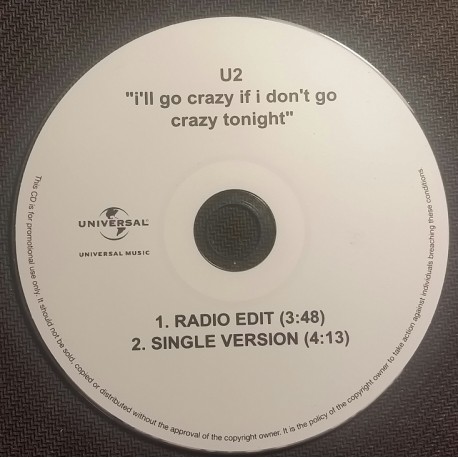 U2
"i'll go crazy if i don't go
crazy tonight"
UNIVERSAL
UNIVERSAL MUSIC
1. RADIO EDIT (3:48)
2. SINGLE VERSION (4:13)
This CD is for promotional use only. It should not be sold, copied or distributed without the approval of the copyright owner. It is the policy of the copyright owner to take action against individuals breaching these conditions